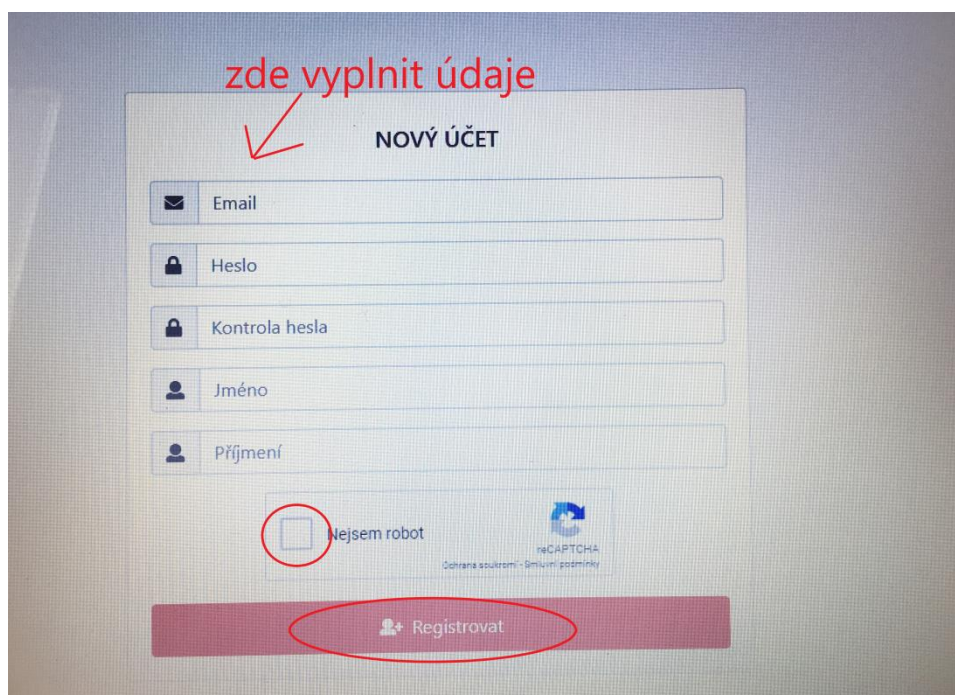 zde vyplnit údaje
NOVÝ ÚČET
Email
Heslo
Kontrola hesla
Jméno
Příjmení
Nejsem robot
reCAPTCHA
Ochrana soukromí - Smluvní podmínky
Registrovat